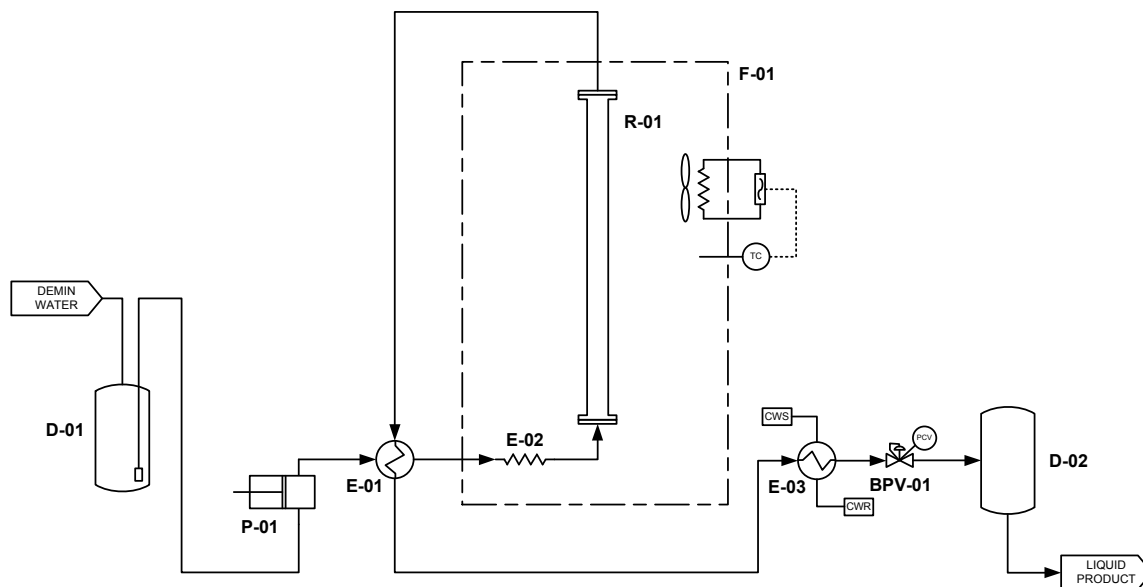 F-01
R-01
TC
DEMIN
WATER
D-01
P-01
E-01
E-02
CWS
PCV
E-03
BPV-01
CWR
D-02
LIQUID
PRODUCT